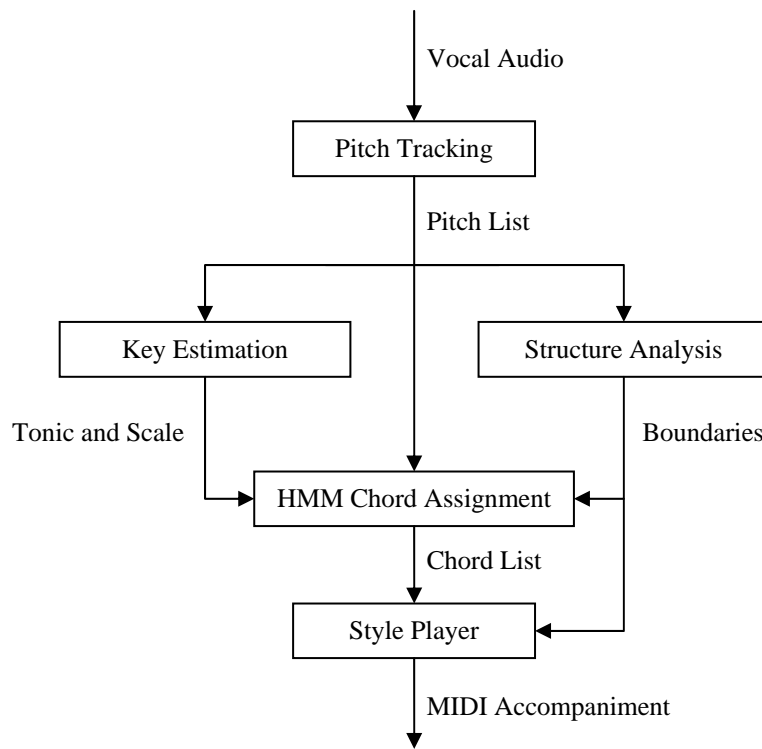 Vocal Audio
Pitch Tracking
Pitch List
Key Estimation
Structure Analysis
Tonic and Scale
Boundaries
HMM Chord Assignment
Chord List
Style Player
MIDI Accompaniment